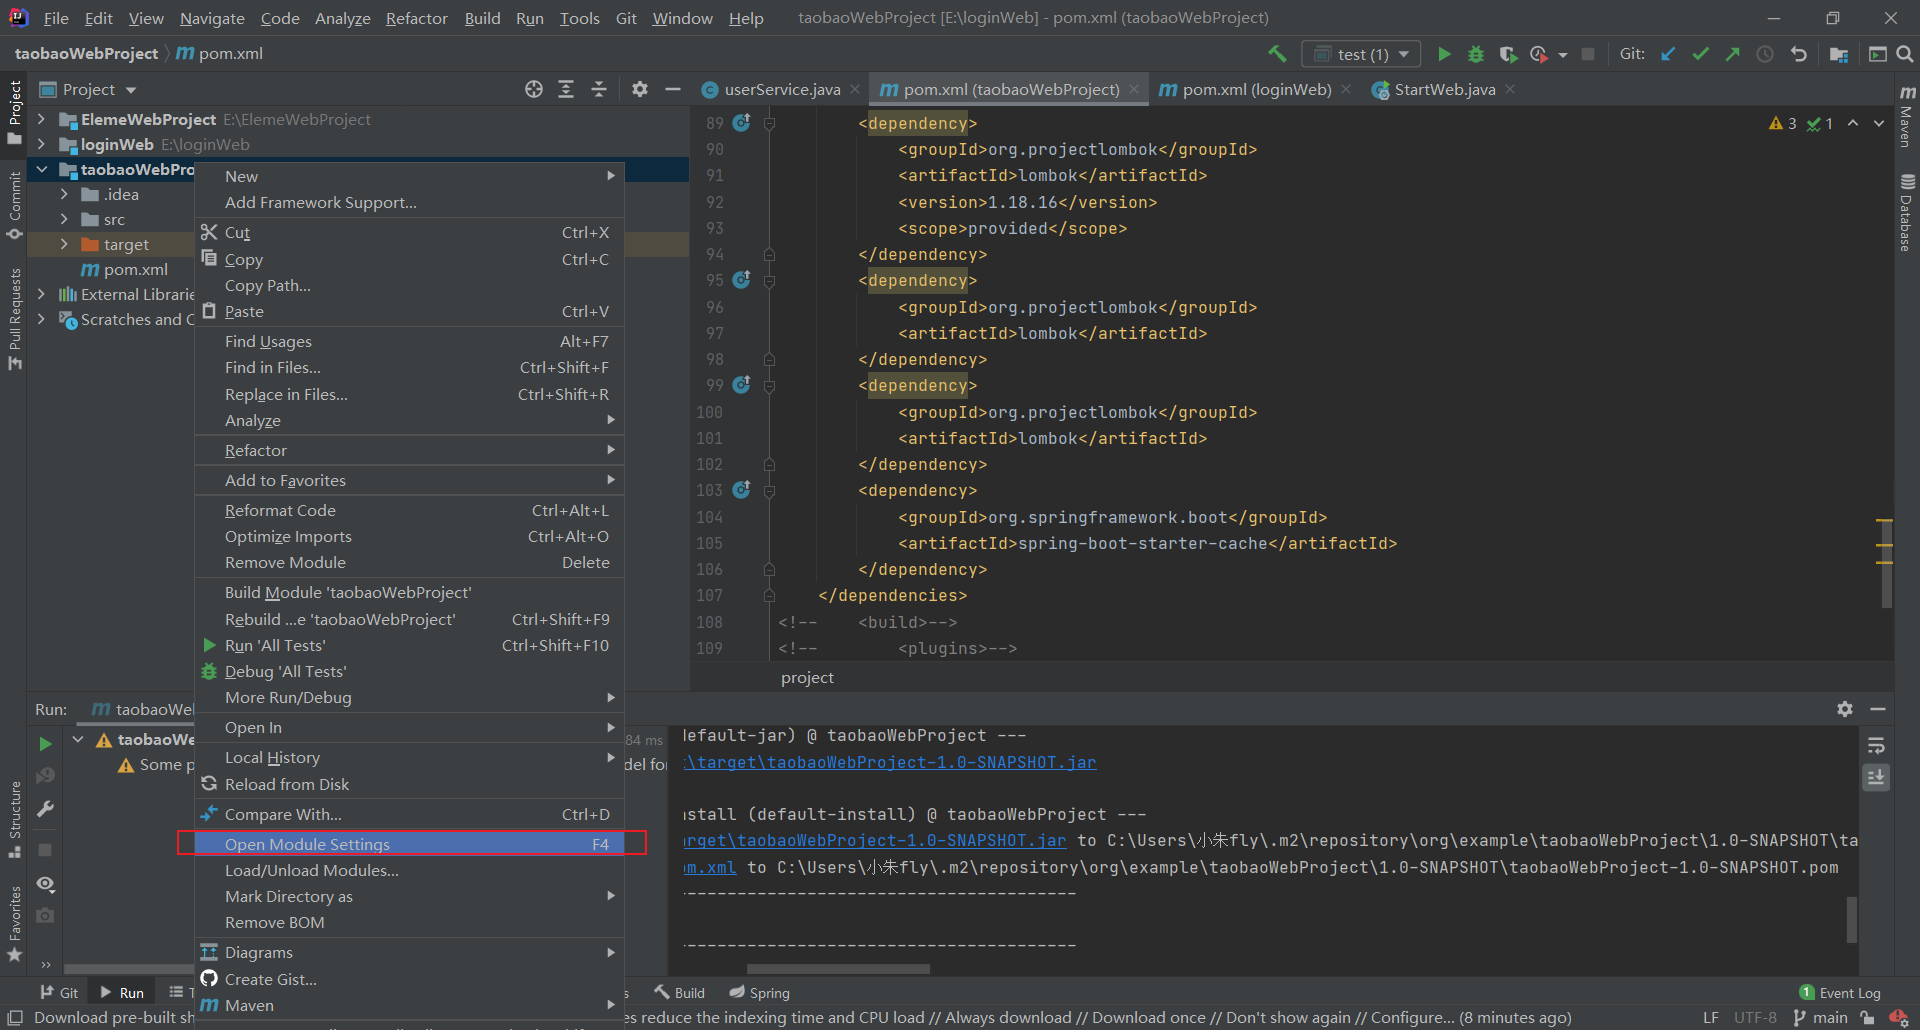 File Edit View Navigate Code Analyze Refactor Build Run Tools Git Window Help taobaoWebProject [E:\loginWeb] - pom.xml (taobaoWebProject)
taobaoWebProject pom.xml test (1) Git:
Project userService.java pom.xml (taobaoWebProject) pom.xml (loginWeb) StartWeb.java
Project
Commit
Pull Requests
Structure
Favorites
Maven
Database
ElemeWebProject E:\ElemeWebProject
loginWeb E:\loginWeb
taobaoWebPro
.idea
src
target
pom.xml
External Librarie
Scratches and C
New
Add Framework Support...
Cut Ctrl+X
Copy Ctrl+C
Copy Path...
Paste Ctrl+V
Find Usages Alt+F7
Find in Files... Ctrl+Shift+F
Replace in Files... Ctrl+Shift+R
Analyze
Refactor
Add to Favorites
Reformat Code Ctrl+Alt+L
Optimize Imports Ctrl+Alt+O
Remove Module Delete
Build Module 'taobaoWebProject'
Rebuild ...e 'taobaoWebProject' Ctrl+Shift+F9
Run 'All Tests' Ctrl+Shift+F10
Debug 'All Tests'
More Run/Debug
Open In
Local History
Reload from Disk
Compare With... Ctrl+D
Open Module Settings F4
Load/Unload Modules...
Mark Directory as
Remove BOM
Diagrams
Create Gist...
Maven
3 1
89 <dependency>
90 <groupId>org.projectlombok</groupId>
91 <artifactId>lombok</artifactId>
92 <version>1.18.16</version>
93 <scope>provided</scope>
94 </dependency>
95 <dependency>
96 <groupId>org.projectlombok</groupId>
97 <artifactId>lombok</artifactId>
98 </dependency>
99 <dependency>
100 <groupId>org.projectlombok</groupId>
101 <artifactId>lombok</artifactId>
102 </dependency>
103 <dependency>
104 <groupId>org.springframework.boot</groupId>
105 <artifactId>spring-boot-starter-cache</artifactId>
106 </dependency>
107 </dependencies>
108 <!-- <build>-->
109 <!-- <plugins>-->
project
Run: taobaoWe
taobaoWe 84 ms
Some p del for
default-jar) @ taobaoWebProject ---
:\target\taobaoWebProject-1.0-SNAPSHOT.jar
nstall (default-install) @ taobaoWebProject ---
arget\taobaoWebProject-1.0-SNAPSHOT.jar to C:\Users\小朱fly\.m2\repository\org\example\taobaoWebProject\1.0-SNAPSHOT\ta
om.xml to C:\Users\小朱fly\.m2\repository\org\example\taobaoWebProject\1.0-SNAPSHOT\taobaoWebProject-1.0-SNAPSHOT.pom
----------------------------------------
----------------------------------------
Git Run T s Build Spring 1 Event Log
Download pre-built sh es reduce the indexing time and CPU load // Always download // Download once // Don't show again // Configure... (8 minutes ago) LF UTF-8 main